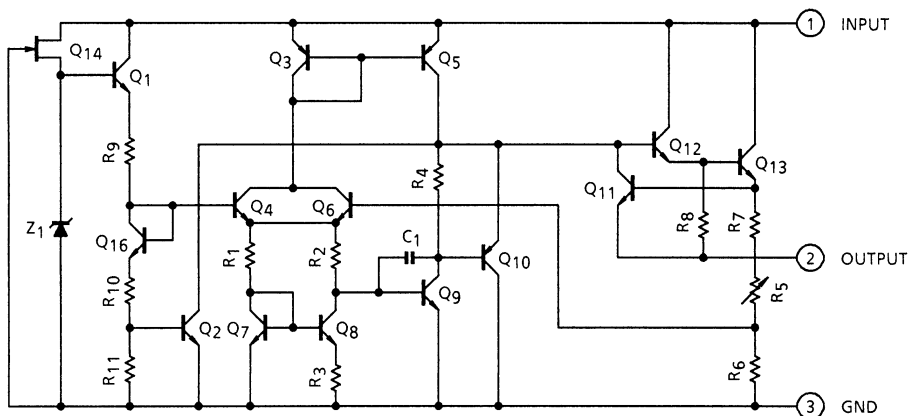 1 INPUT
Q14
Q1
Q3
Q5
R9
R4
Q12
Q13
Q11
Z1
Q16
Q4
Q6
R8
R7
R1
R2
C1
Q10
2 OUTPUT
R10
Q9
R5
Q2
Q7
Q8
R11
R3
R6
3 GND